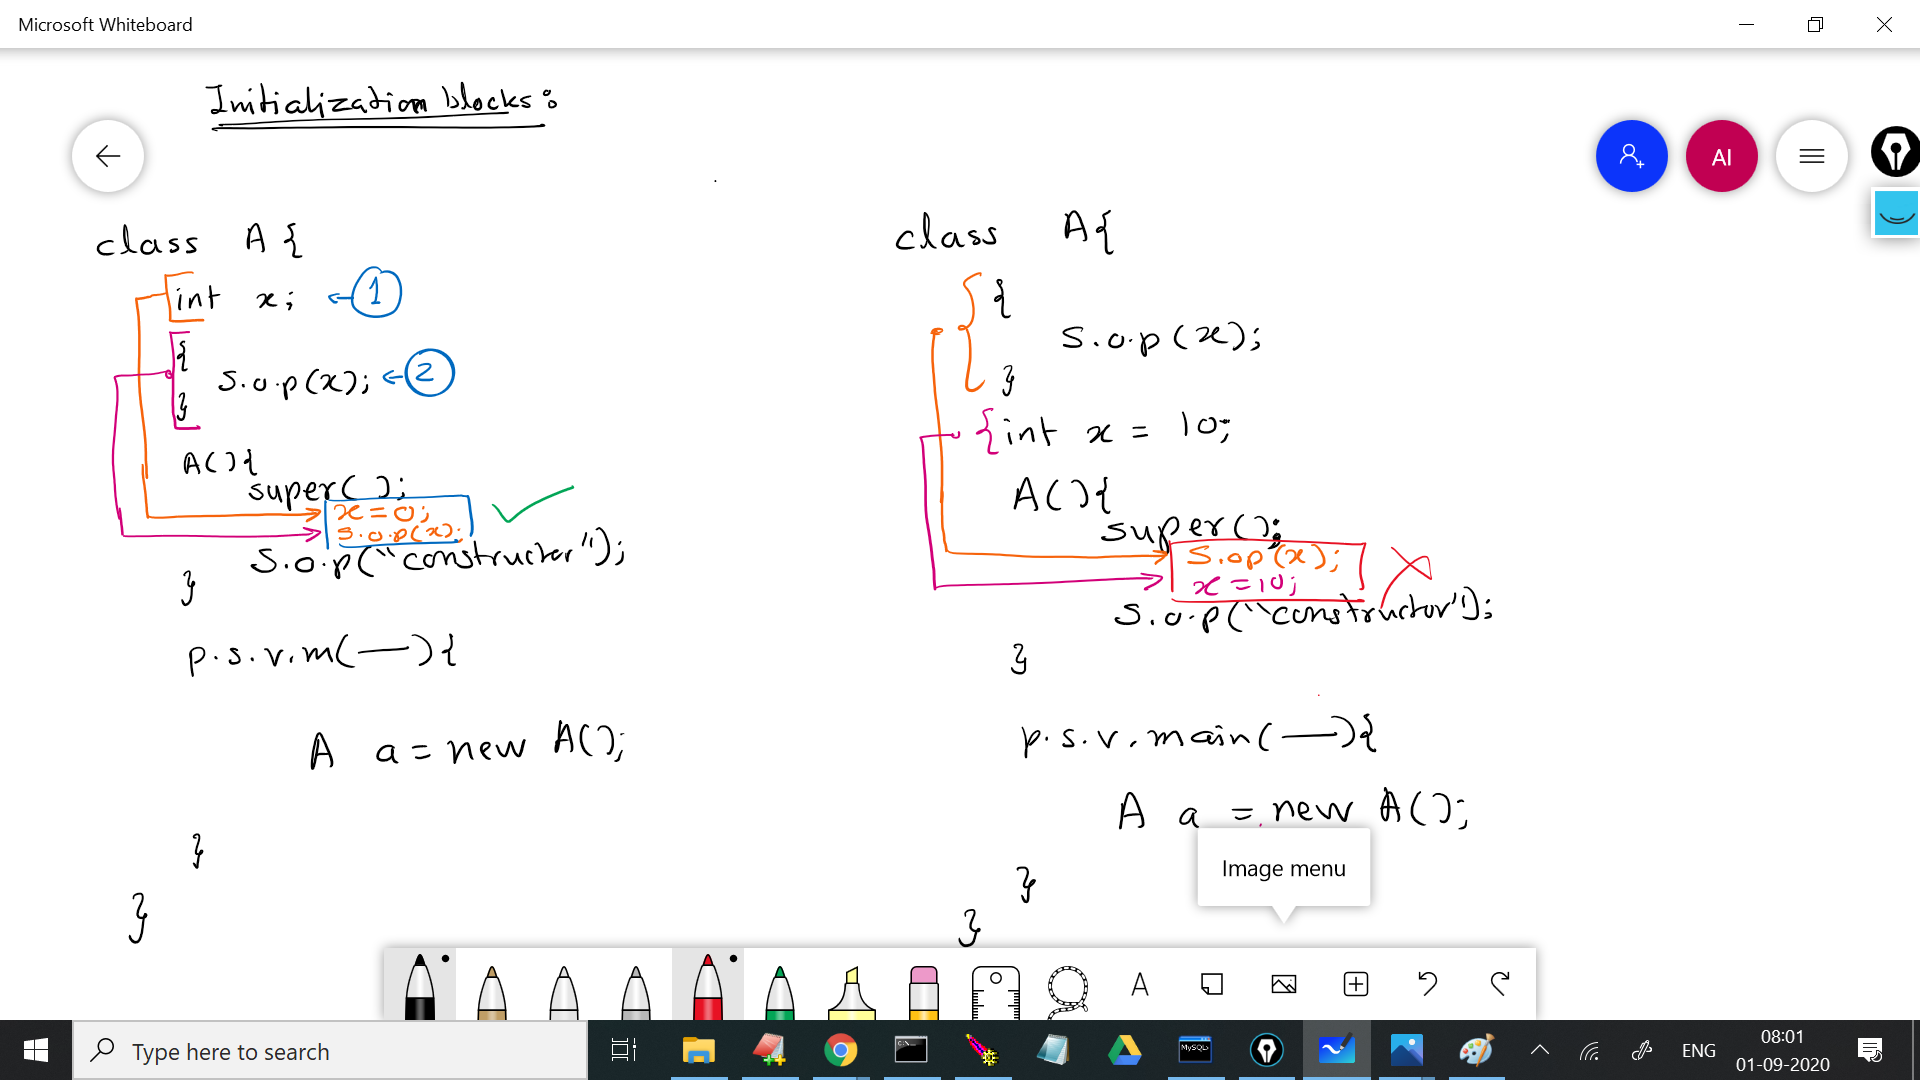 Microsoft Whiteboard
Initialization blocks:
AI
class A {
int x; ← 1
{
S.o.p(x); ← 2
}
A(){
super();
x = 0;
S.o.p(x);
S.o.p("constructor");
}
p.s.v.m(—){
A a = new A();
}
}
class A{
{
S.o.p(x);
}
{int x = 10;
A(){
super();
S.op(x);
x = 10;
S.o.p("constructor");
}
p.s.v.main(—){
A a = new A();
}
}
Image menu
Type here to search
MySQL
ENG
08:01
01-09-2020